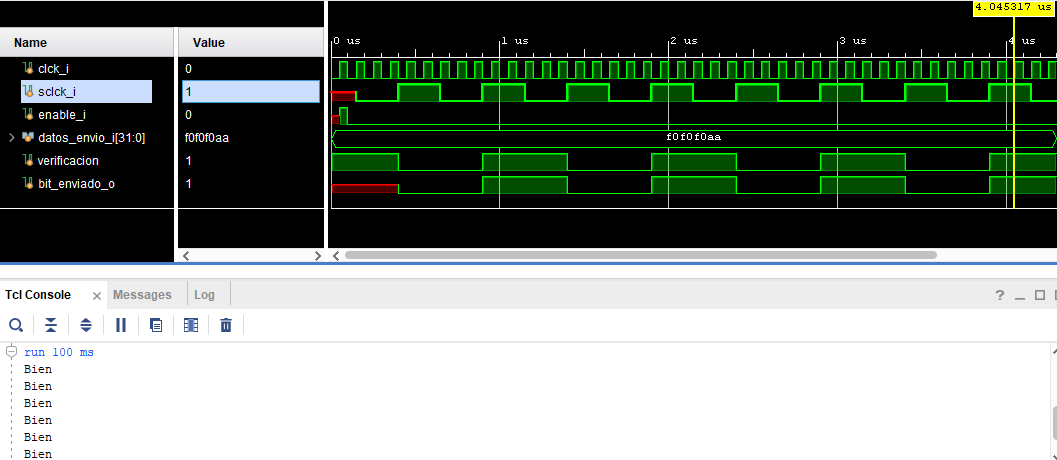 4.045317 us
Name Value
0 us 1 us 2 us 3 us 4 us
clck_i 0
sclck_i 1
enable_i 0
datos_envio_i[31:0] f0f0f0aa f0f0f0aa
verificacion 1
bit_enviado_o 1
Tcl Console × Messages Log
? _
run 100 ms
Bien
Bien
Bien
Bien
Bien
Bien